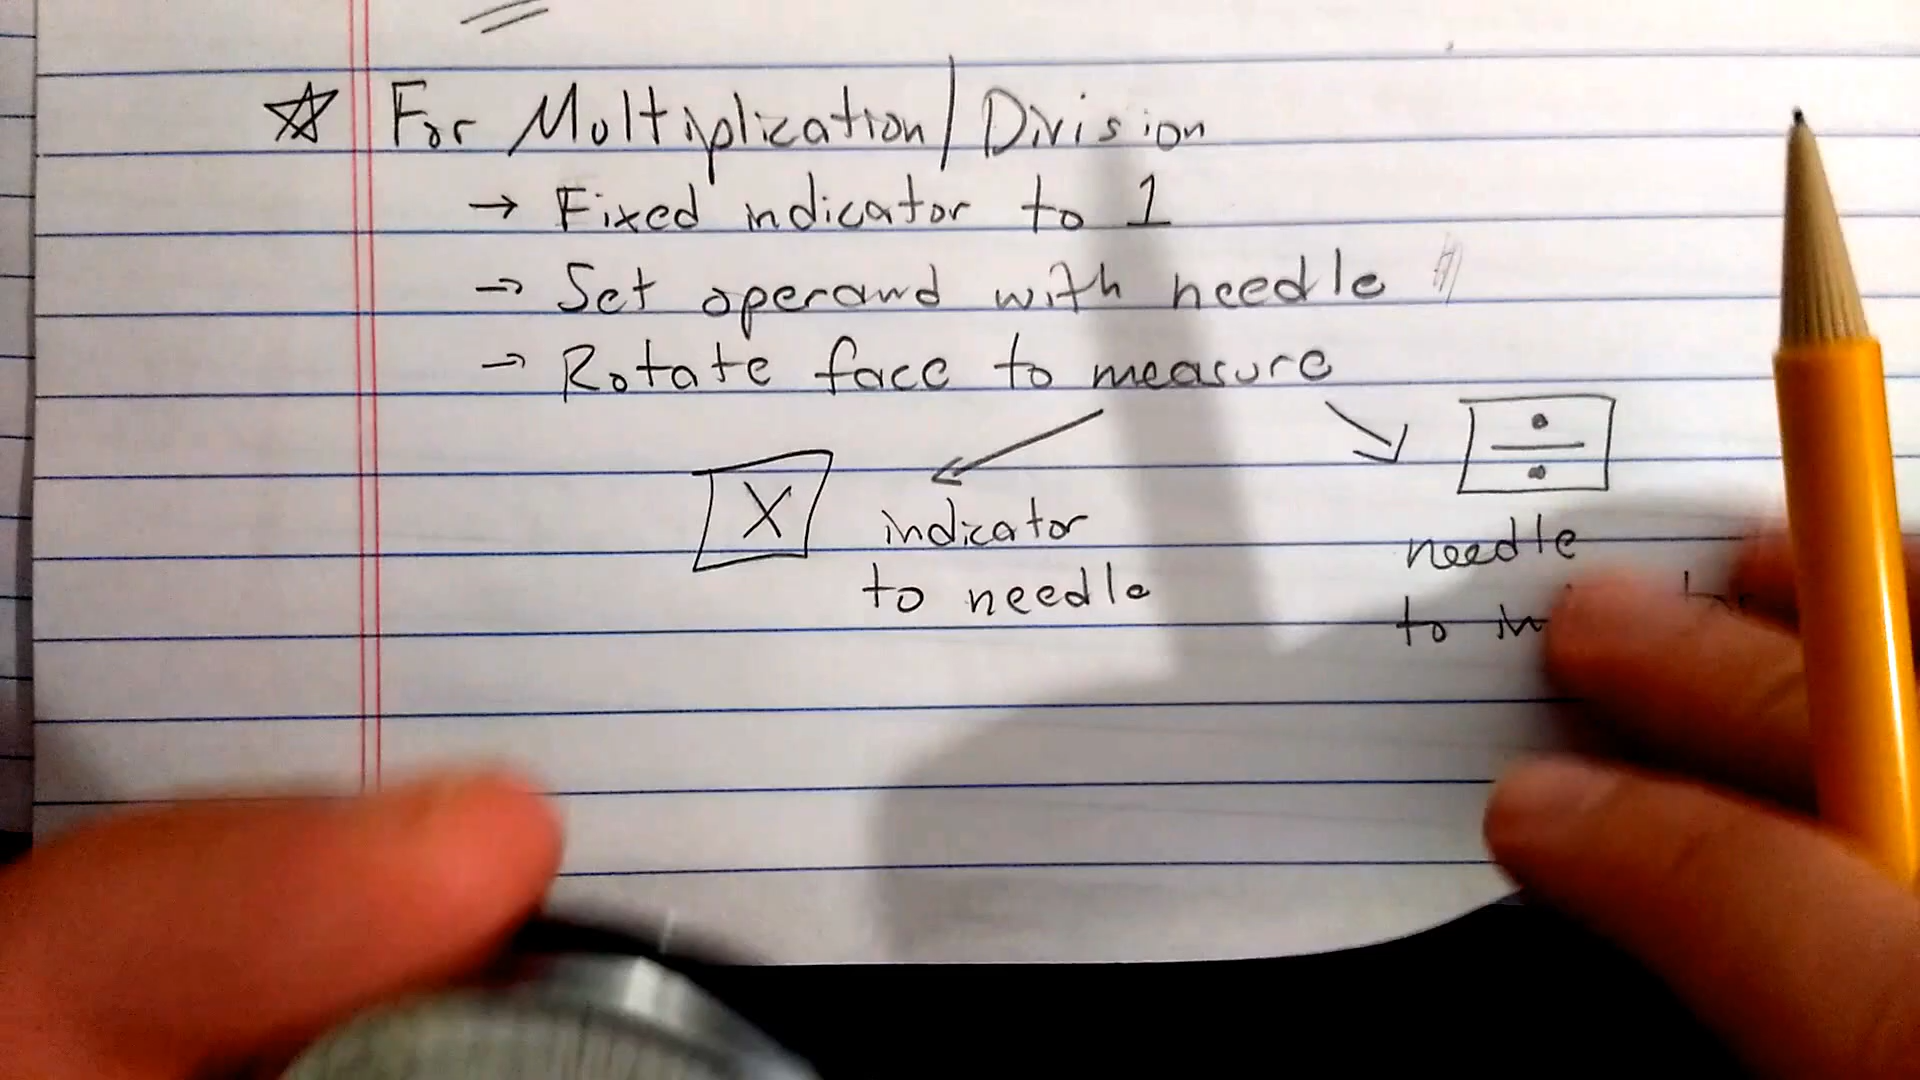 ☆ For Multiplication/Division
→ Fixed indicator to 1
→ Set operand with needle
→ Rotate face to measure
X
÷
indicator
to needle
needle
to